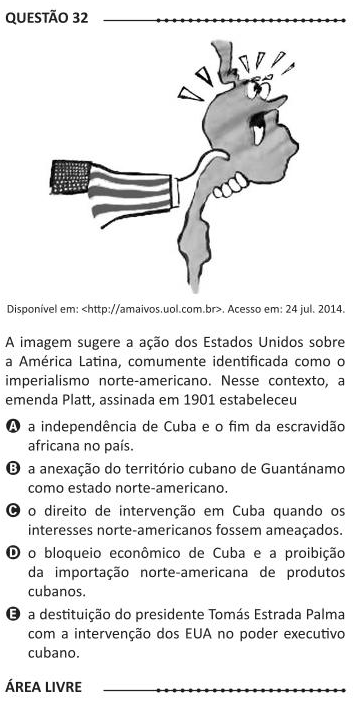 QUESTÃO 32
Disponível em: <http://amaivos.uol.com.br>. Acesso em: 24 jul. 2014.
A imagem sugere a ação dos Estados Unidos sobre
a América Latina, comumente identificada como o
imperialismo norte-americano. Nesse contexto, a
emenda Platt, assinada em 1901 estabeleceu
A a independência de Cuba e o fim da escravidão
africana no país.
B a anexação do território cubano de Guantánamo
como estado norte-americano.
C o direito de intervenção em Cuba quando os
interesses norte-americanos fossem ameaçados.
D o bloqueio econômico de Cuba e a proibição
da importação norte-americana de produtos
cubanos.
E a destituição do presidente Tomás Estrada Palma
com a intervenção dos EUA no poder executivo
cubano.
ÁREA LIVRE